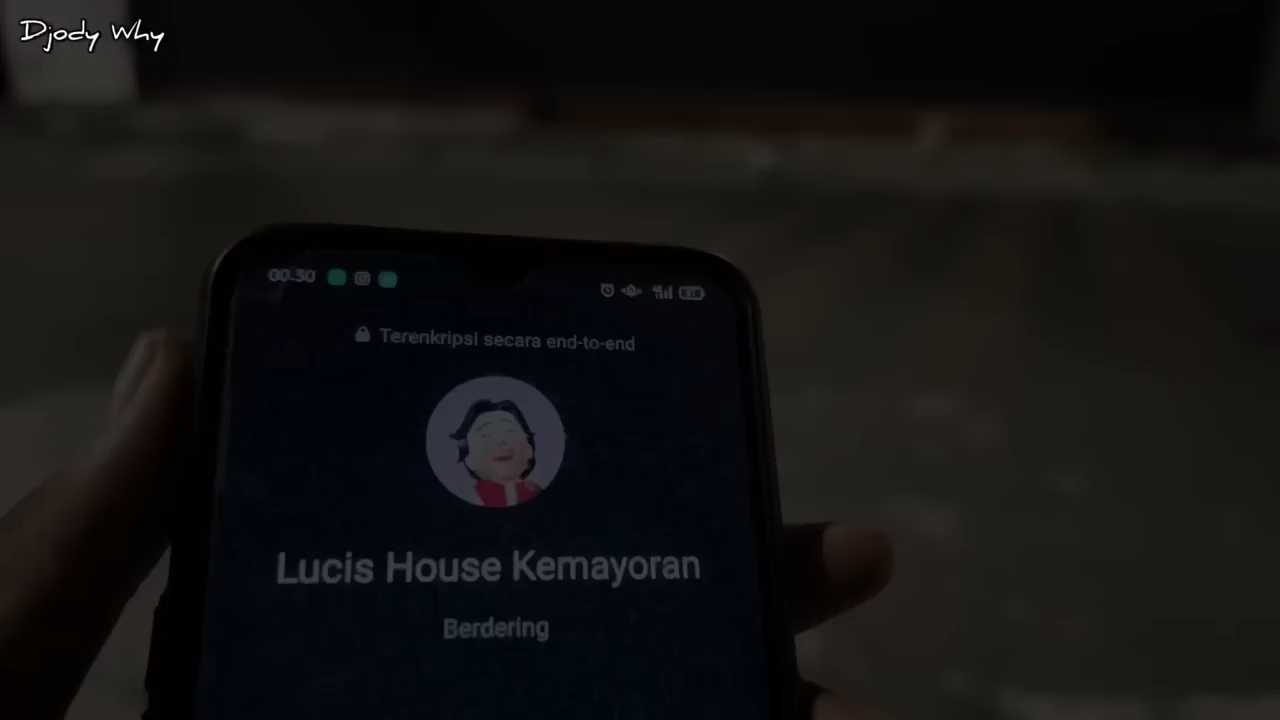 Djody Why
00.30
Terenkripsi secara end-to-end
Lucis House Kemayoran
Berdering